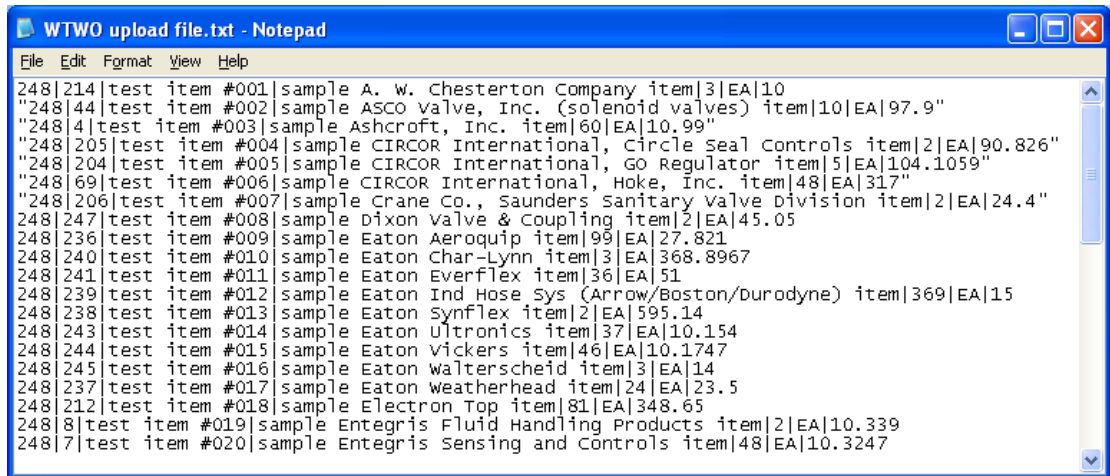 WTWO upload file.txt - Notepad
File Edit Format View Help
248|214|test item #001|sample A. W. Chesterton Company item|3|EA|10
"248|44|test item #002|sample ASCO Valve, Inc. (solenoid valves) item|10|EA|97.9"
"248|4|test item #003|sample Ashcroft, Inc. item|60|EA|10.99"
"248|205|test item #004|sample CIRCOR International, Circle Seal Controls item|2|EA|90.826"
"248|204|test item #005|sample CIRCOR International, GO Regulator item|5|EA|104.1059"
"248|69|test item #006|sample CIRCOR International, Hoke, Inc. item|48|EA|317"
"248|206|test item #007|sample Crane Co., Saunders Sanitary Valve Division item|2|EA|24.4"
248|247|test item #008|sample Dixon Valve & Coupling item|2|EA|45.05
248|236|test item #009|sample Eaton Aeroquip item|99|EA|27.821
248|240|test item #010|sample Eaton Char-Lynn item|3|EA|368.8967
248|241|test item #011|sample Eaton Everflex item|36|EA|51
248|239|test item #012|sample Eaton Ind Hose Sys (Arrow/Boston/Durodyne) item|369|EA|15
248|238|test item #013|sample Eaton Synflex item|2|EA|595.14
248|243|test item #014|sample Eaton Ultronics item|37|EA|10.154
248|244|test item #015|sample Eaton Vickers item|46|EA|10.1747
248|245|test item #016|sample Eaton Walterscheid item|3|EA|14
248|237|test item #017|sample Eaton Weatherhead item|24|EA|23.5
248|212|test item #018|sample Electron Top item|81|EA|348.65
248|8|test item #019|sample Entegris Fluid Handling Products item|2|EA|10.339
248|7|test item #020|sample Entegris Sensing and Controls item|48|EA|10.3247